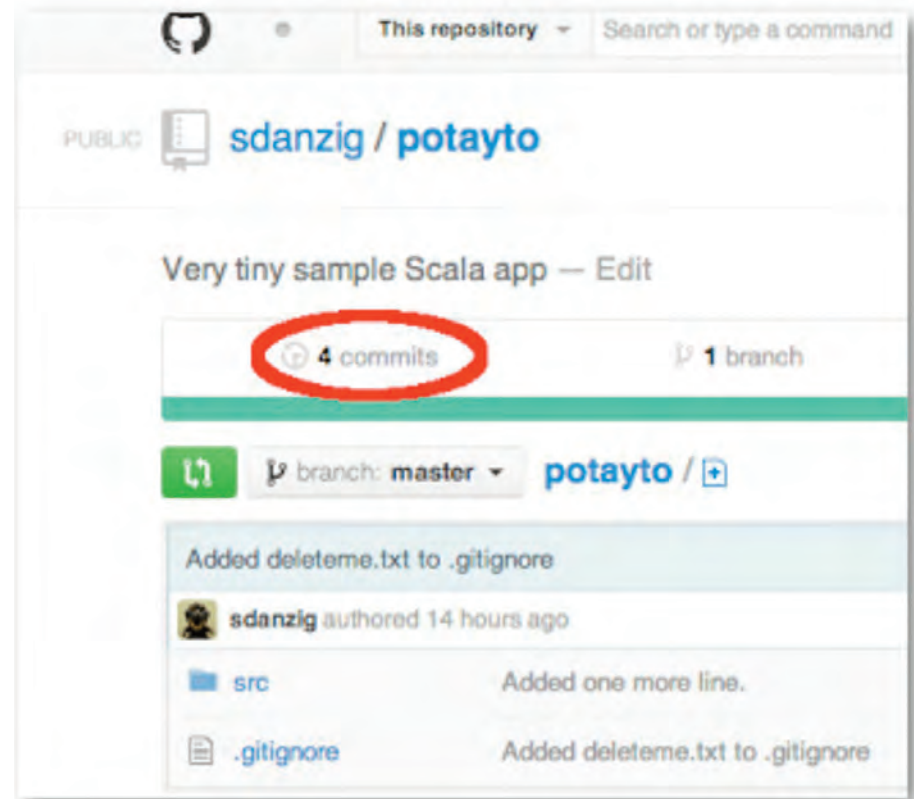 This repository Search or type a command
PUBLIC sdanzig / potayto
Very tiny sample Scala app — Edit
4 commits 1 branch
branch: master potayto /
Added deleteme.txt to .gitignore
sdanzig authored 14 hours ago
src Added one more line.
.gitignore Added deleteme.txt to .gitignore